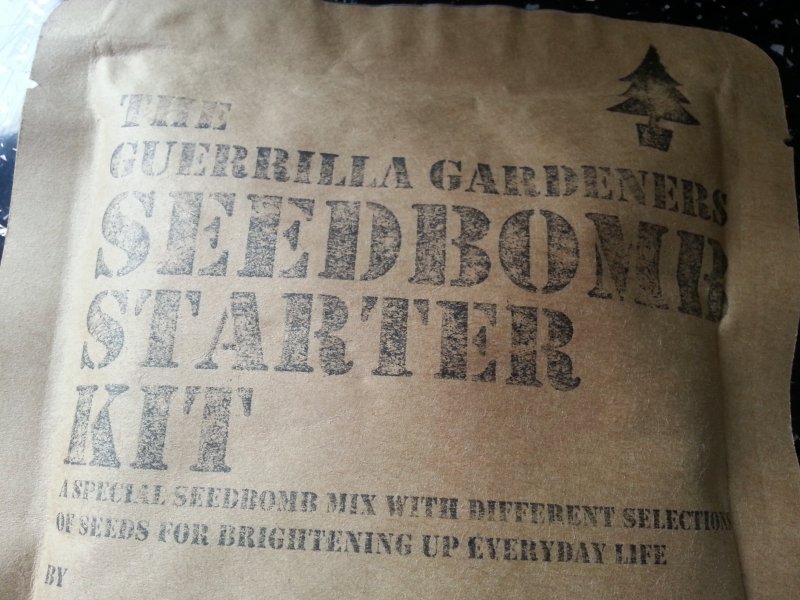 THE
GUERRILLA GARDENERS
SEEDBOMB
STARTER
KIT
A SPECIAL SEEDBOMB MIX WITH DIFFERENT SELECTIONS
OF SEEDS FOR BRIGHTENING UP EVERYDAY LIFE
BY